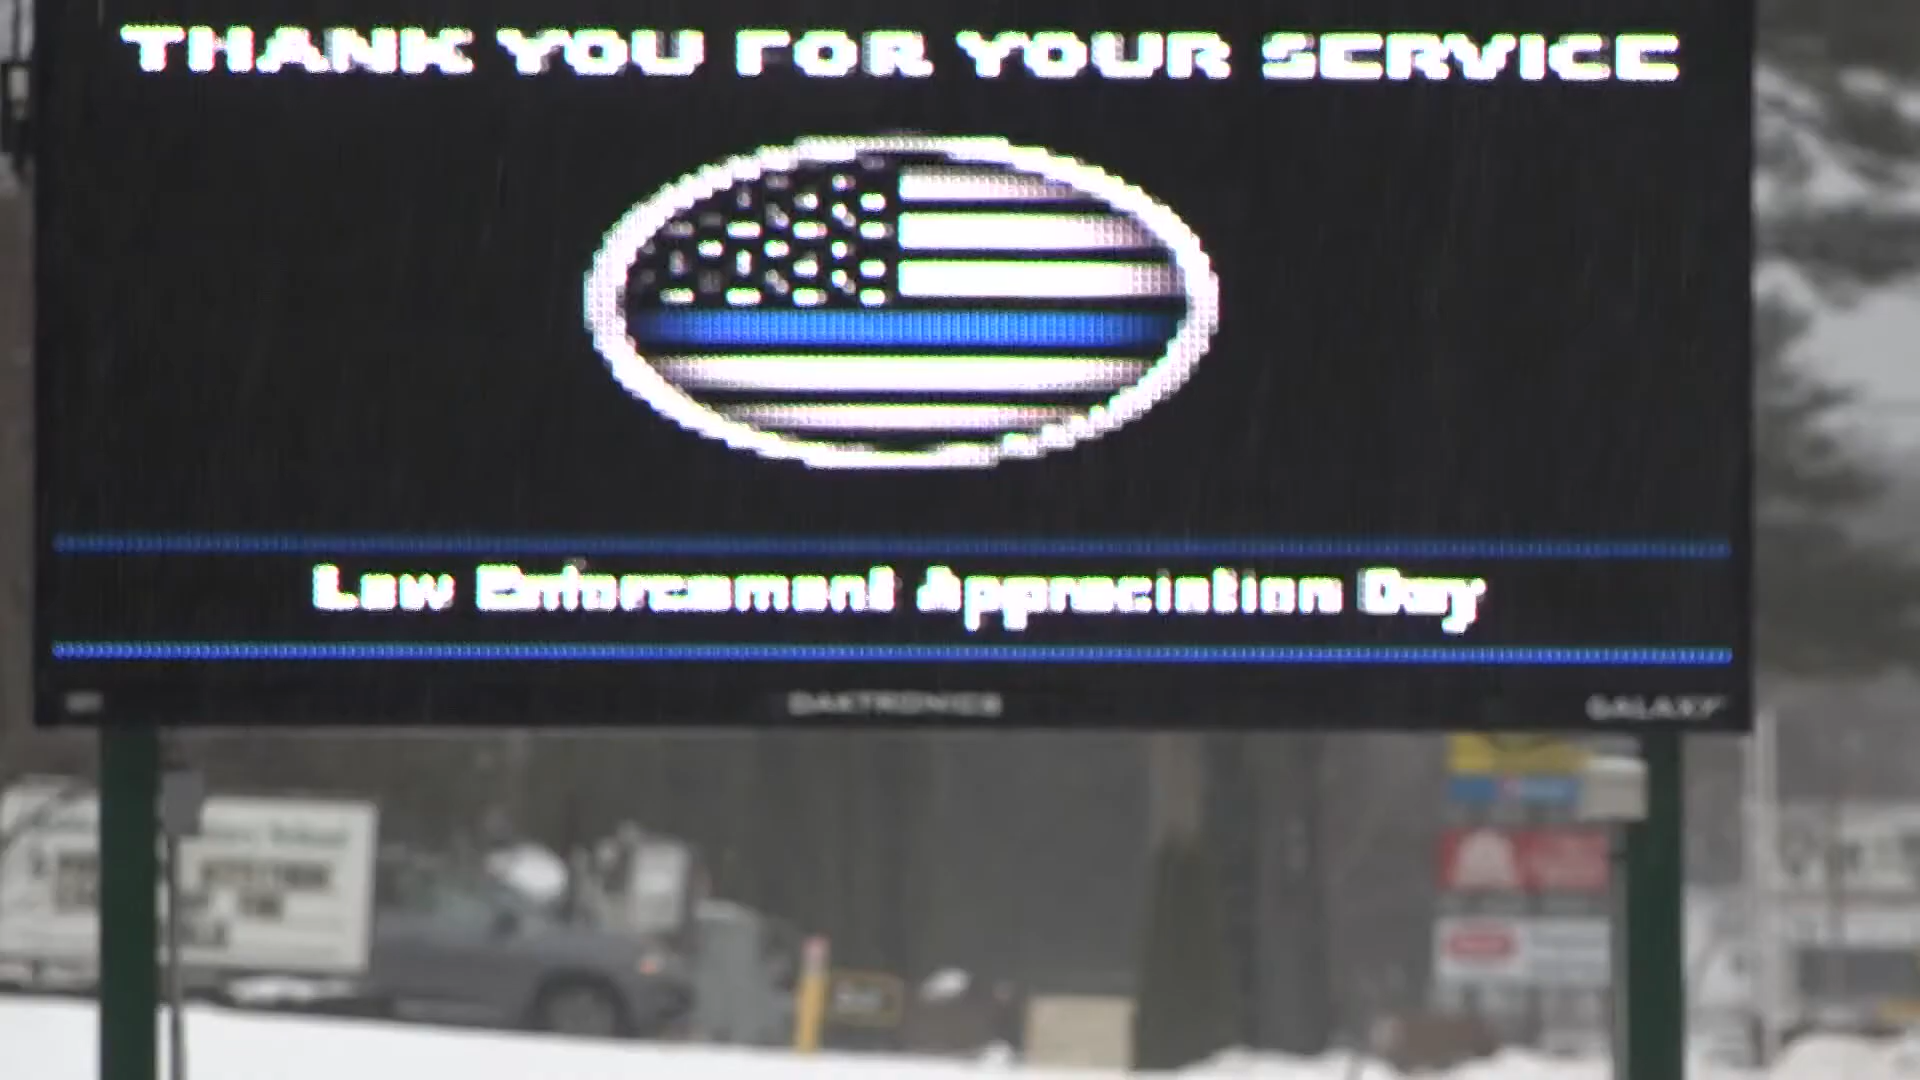 THANK YOU FOR YOUR SERVICE
Law Enforcement Appreciation Day
DAKTRONICS
GALAXY